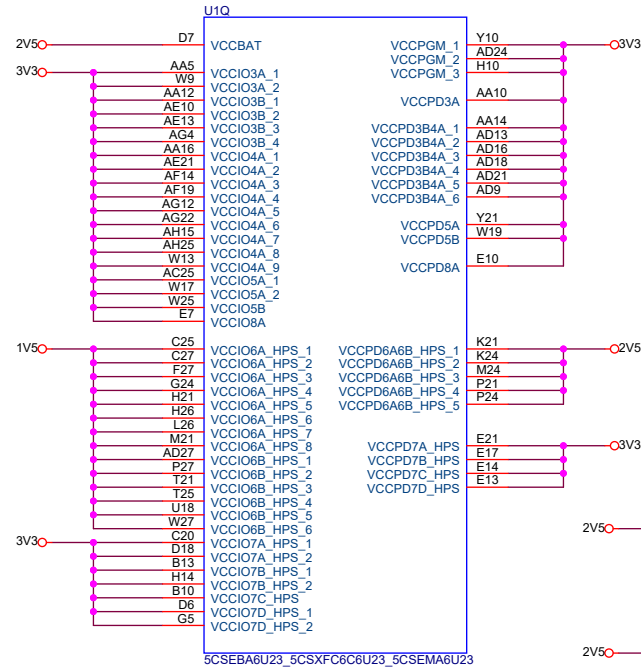 U1Q
2V5 D7 VCCBAT
3V3 AA5 VCCIO3A_1
W9 VCCIO3A_2
AA12 VCCIO3B_1
AE10 VCCIO3B_2
AE13 VCCIO3B_3
AG4 VCCIO3B_4
AA16 VCCIO4A_1
AE21 VCCIO4A_2
AF14 VCCIO4A_3
AF19 VCCIO4A_4
AG12 VCCIO4A_5
AG22 VCCIO4A_6
AH15 VCCIO4A_7
AH25 VCCIO4A_8
W13 VCCIO4A_9
AC25 VCCIO5A_1
W17 VCCIO5A_2
W25 VCCIO5B
E7 VCCIO8A
1V5 C25 VCCIO6A_HPS_1
C27 VCCIO6A_HPS_2
F27 VCCIO6A_HPS_3
G24 VCCIO6A_HPS_4
H21 VCCIO6A_HPS_5
H26 VCCIO6A_HPS_6
L26 VCCIO6A_HPS_7
M21 VCCIO6A_HPS_8
AD27 VCCIO6B_HPS_1
P27 VCCIO6B_HPS_2
T21 VCCIO6B_HPS_3
T25 VCCIO6B_HPS_4
U18 VCCIO6B_HPS_5
W27 VCCIO6B_HPS_6
3V3 C20 VCCIO7A_HPS_1
D18 VCCIO7A_HPS_2
B13 VCCIO7B_HPS_1
H14 VCCIO7B_HPS_2
B10 VCCIO7C_HPS
D6 VCCIO7D_HPS_1
G5 VCCIO7D_HPS_2
VCCPGM_1 Y10 3V3
VCCPGM_2 AD24
VCCPGM_3 H10
VCCPD3A AA10
VCCPD3B4A_1 AA14
VCCPD3B4A_2 AD13
VCCPD3B4A_3 AD16
VCCPD3B4A_4 AD18
VCCPD3B4A_5 AD21
VCCPD3B4A_6 AD9
VCCPD5A Y21
VCCPD5B W19
VCCPD8A E10
VCCPD6A6B_HPS_1 K21 2V5
VCCPD6A6B_HPS_2 K24
VCCPD6A6B_HPS_3 M24
VCCPD6A6B_HPS_4 P21
VCCPD6A6B_HPS_5 P24
VCCPD7A_HPS E21 3V3
VCCPD7B_HPS E17
VCCPD7C_HPS E14
VCCPD7D_HPS E13
2V5
2V5
5CSEBA6U23_5CSXFC6C6U23_5CSEMA6U23